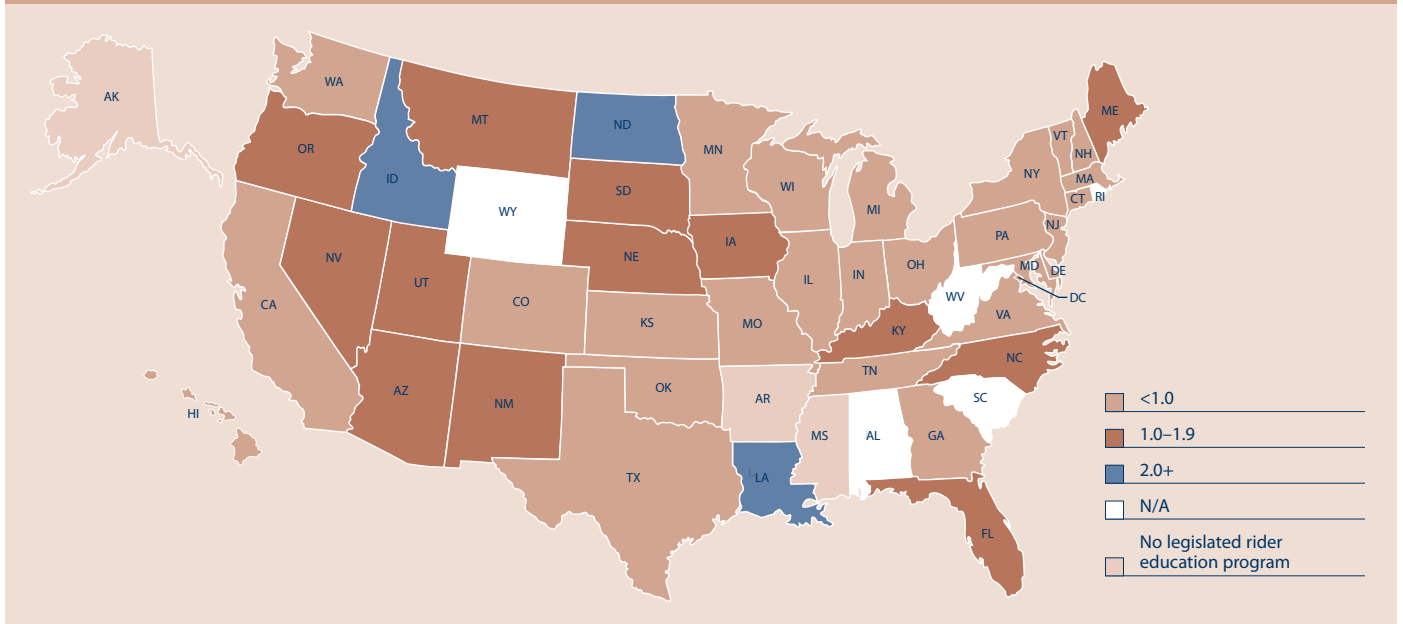 AK
WA
MT
ND
MN
ME
VT
NH
OR
ID
WY
SD
WI
MI
NY
MA
CT
RI
NV
UT
NE
IA
IL
IN
OH
PA
NJ
MD
DE
DC
CA
CO
KS
MO
KY
WV
VA
AZ
NM
OK
AR
TN
NC
SC
HI
TX
LA
MS
AL
GA
FL
<1.0
1.0–1.9
2.0+
N/A
No legislated rider
education program